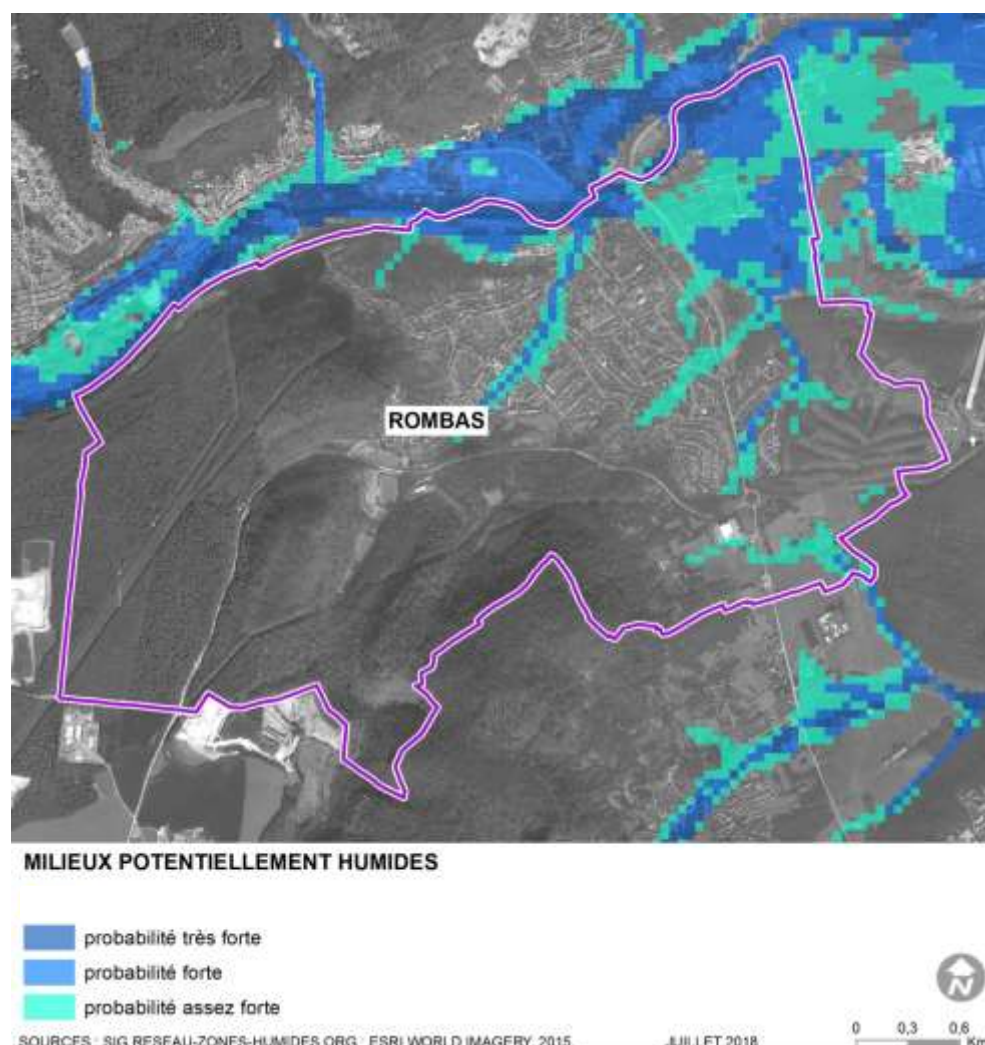 ROMBAS
MILIEUX POTENTIELLEMENT HUMIDES
probabilité très forte
probabilité forte
probabilité assez forte
N
SOURCES : SIG RESEAU-ZONES-HUMIDES.ORG ; ESRI WORLD IMAGERY, 2015 JUILLET 2018
0 0,3 0,6
Km